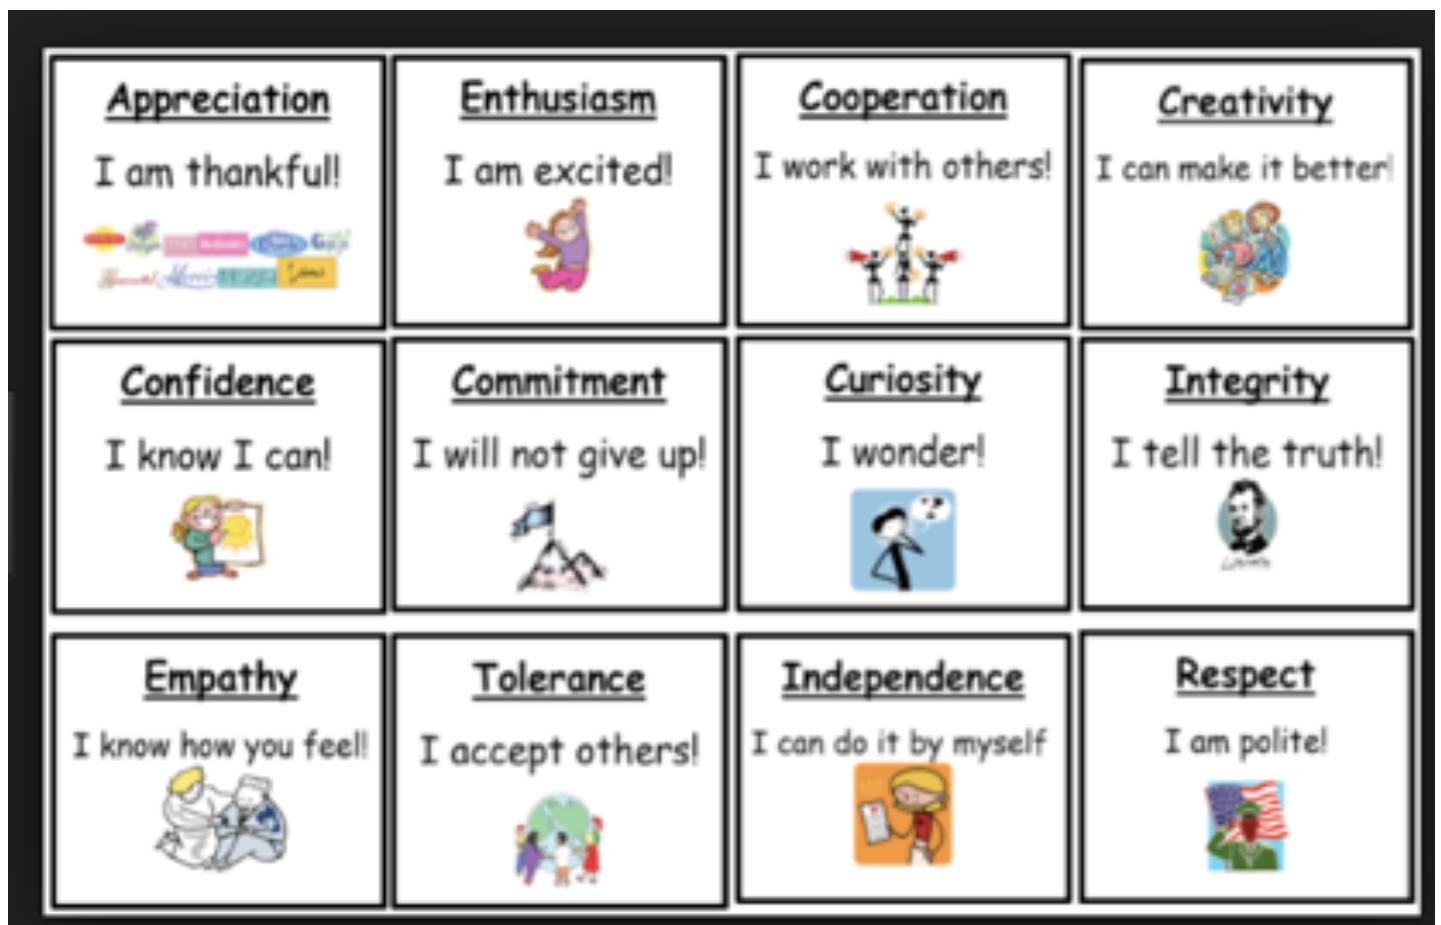 Appreciation
I am thankful!
Enthusiasm
I am excited!
Cooperation
I work with others!
Creativity
I can make it better!
Confidence
I know I can!
Commitment
I will not give up!
Curiosity
I wonder!
Integrity
I tell the truth!
Empathy
I know how you feel!
Tolerance
I accept others!
Independence
I can do it by myself
Respect
I am polite!